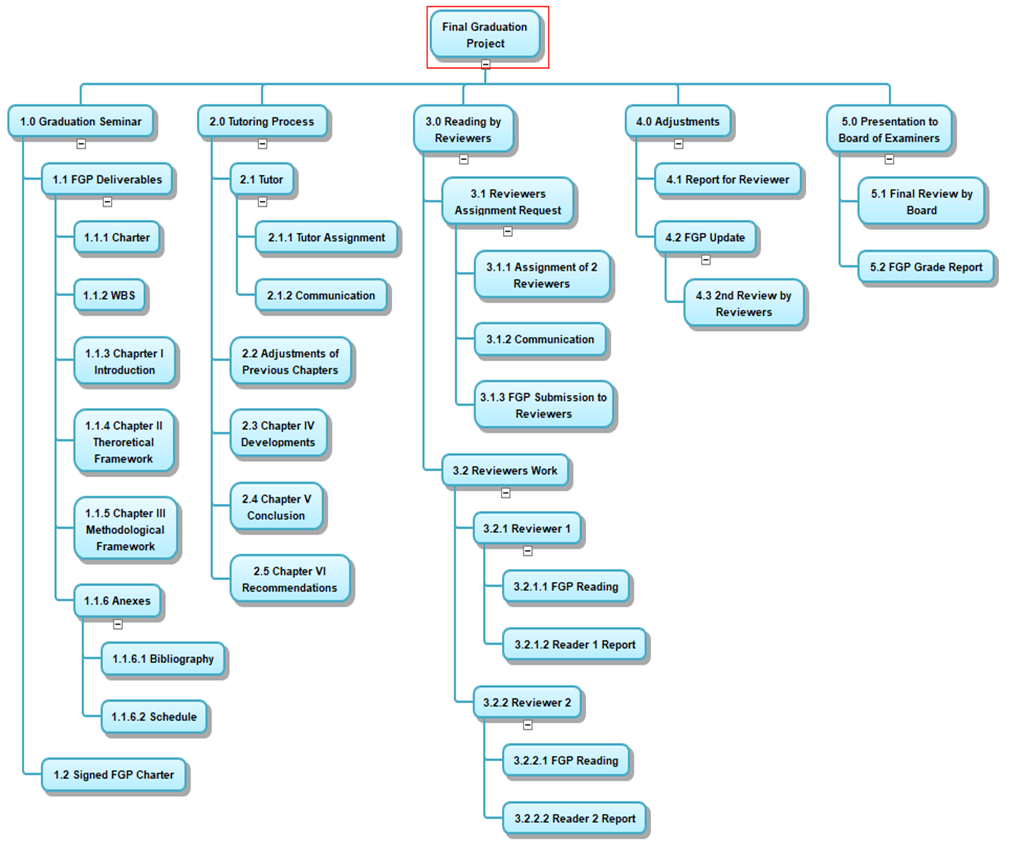 Final Graduation
Project
1.0 Graduation Seminar
1.1 FGP Deliverables
1.1.1 Charter
1.1.2 WBS
1.1.3 Chaprter I
Introduction
1.1.4 Chapter II
Theroretical
Framework
1.1.5 Chapter III
Methodological
Framework
1.1.6 Anexes
1.1.6.1 Bibliography
1.1.6.2 Schedule
1.2 Signed FGP Charter
2.0 Tutoring Process
2.1 Tutor
2.1.1 Tutor Assignment
2.1.2 Communication
2.2 Adjustments of
Previous Chapters
2.3 Chapter IV
Developments
2.4 Chapter V
Conclusion
2.5 Chapter VI
Recommendations
3.0 Reading by
Reviewers
3.1 Reviewers
Assignment Request
3.1.1 Assignment of 2
Reviewers
3.1.2 Communication
3.1.3 FGP Submission to
Reviewers
3.2 Reviewers Work
3.2.1 Reviewer 1
3.2.1.1 FGP Reading
3.2.1.2 Reader 1 Report
3.2.2 Reviewer 2
3.2.2.1 FGP Reading
3.2.2.2 Reader 2 Report
4.0 Adjustments
4.1 Report for Reviewer
4.2 FGP Update
4.3 2nd Review by
Reviewers
5.0 Presentation to
Board of Examiners
5.1 Final Review by
Board
5.2 FGP Grade Report